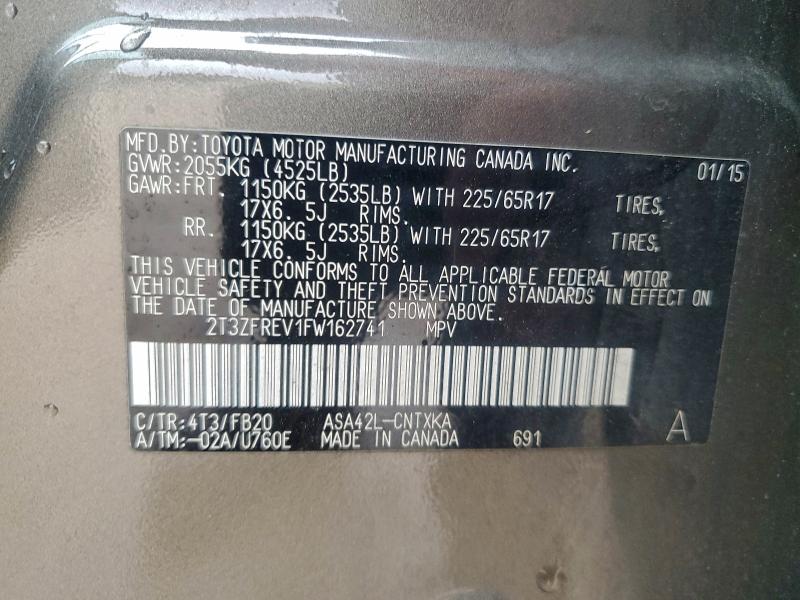 MFD.BY:TOYOTA MOTOR MANUFACTURING CANADA INC. 01/15
GVWR:2055KG (4525LB)
GAWR:FRT. 1150KG (2535LB) WITH 225/65R17 TIRES,
17X6. 5J RIMS.
RR. 1150KG (2535LB) WITH 225/65R17 TIRES,
17X6. 5J RIMS.
THIS VEHICLE CONFORMS TO ALL APPLICABLE FEDERAL MOTOR
VEHICLE SAFETY AND THEFT PREVENTION STANDARDS IN EFFECT ON
THE DATE OF MANUFACTURE SHOWN ABOVE.
2T3ZFREV1FW162741 MPV
C/TR:4T3/FB20 ASA42L-CNTXKA
A/TM:-02A/U760E MADE IN CANADA 691 A